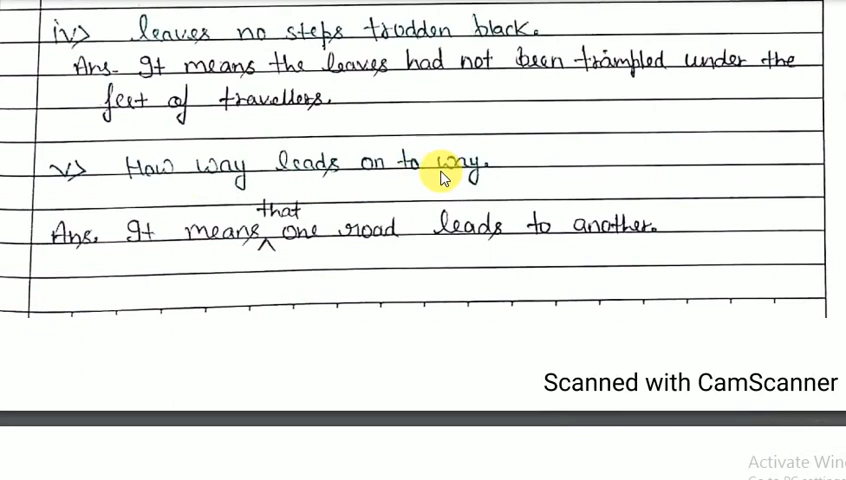 iv) leaves no steps trodden black.
Ans- It means the leaves had not been trampled under the
feet of travellers.
v) How way leads on to way.
that
Ans. It means ^ one road leads to another.
Scanned with CamScanner
Activate Win